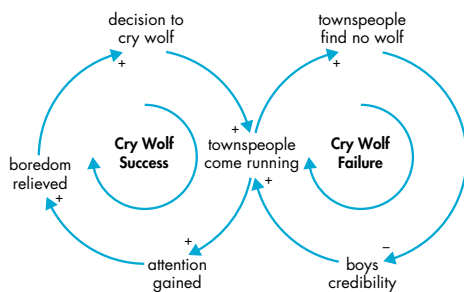 decision to
cry wolf
+
townspeople
find no wolf
+
Cry Wolf
Success
+
townspeople
come running
+
Cry Wolf
Failure
boredom
relieved
+
+
attention
gained
−
boys
credibility